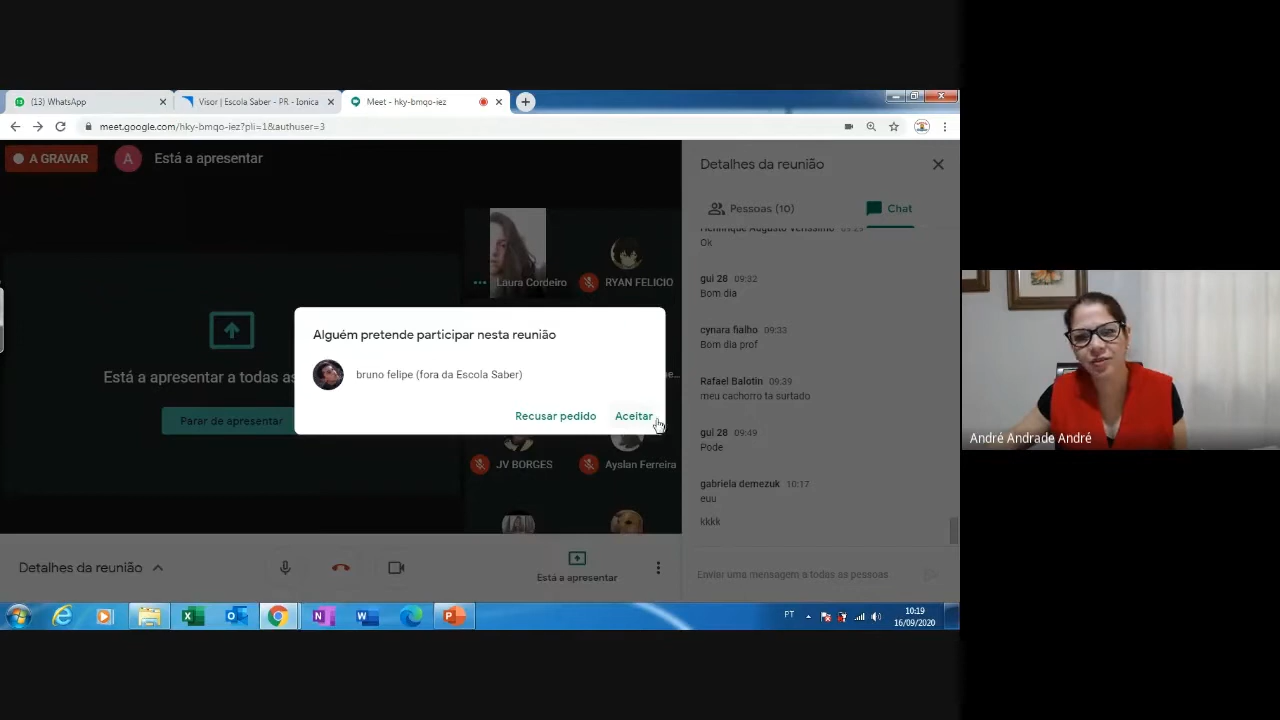 (13) WhatsApp
Visor | Escola Saber - PR - Ionica
Meet - hky-bmqo-iez
meet.google.com/hky-bmqo-iez?pli=1&authuser=3
A GRAVAR
A
Está a apresentar
Detalhes da reunião
Pessoas (10)
Chat
Ok
gui 28 09:32
Bom dia
cynara fialho 09:33
Bom dia prof
Rafael Balotin 09:39
meu cachorro ta surtado
gui 28 09:49
Pode
gabriela demezuk 10:17
euu
kkkk
Enviar uma mensagem a todas as pessoas
Laura Cordeiro
RYAN FELICIO
Está a apresentar a todas as
Parar de apresentar
Alguém pretende participar nesta reunião
bruno felipe (fora da Escola Saber)
Recusar pedido
Aceitar
JV BORGES
Ayslan Ferreira
Detalhes da reunião
Está a apresentar
PT
10:19
16/09/2020
André Andrade André